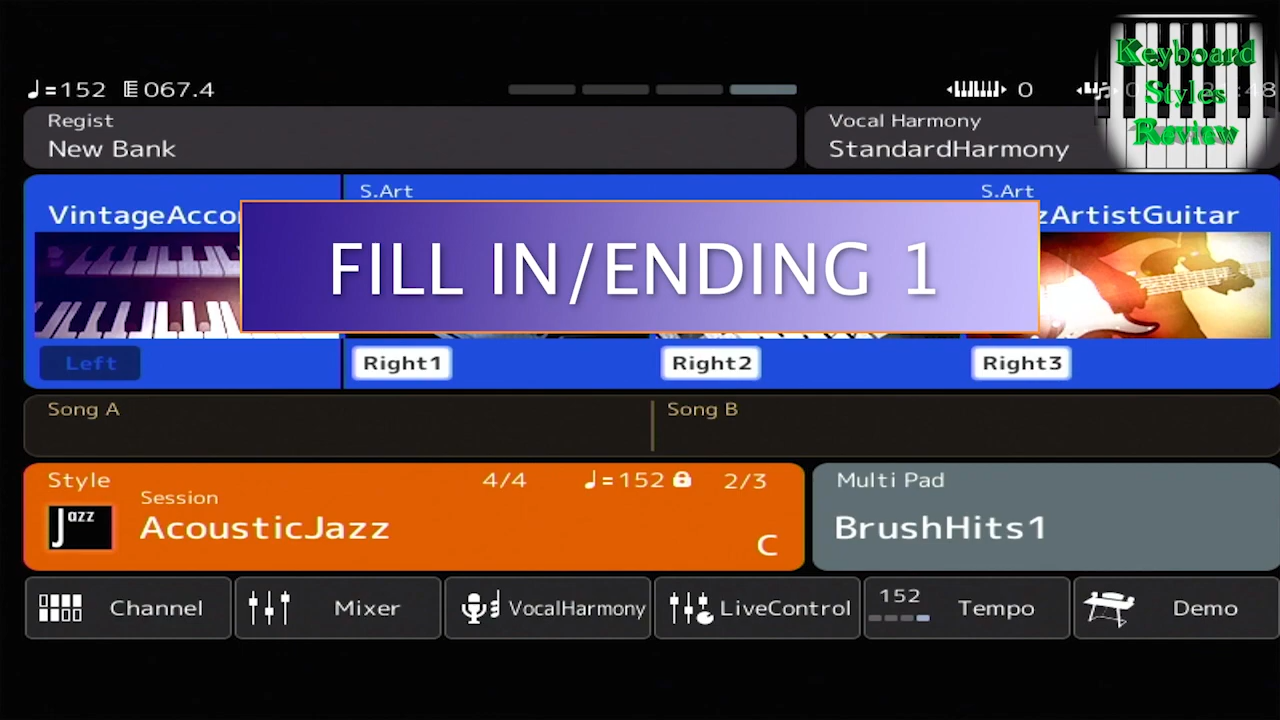 ♩=152 067.4
0
Keyboard
Styles
Review
Regist
New Bank
Vocal Harmony
StandardHarmony
S.Art
S.Art
FILL IN/ENDING 1
Left
Right1
Right2
Right3
Song A
Song B
Style
4/4 ♩=152 2/3
Session
Jazz
AcousticJazz
C
Multi Pad
BrushHits1
Channel
Mixer
VocalHarmony
LiveControl
152
Tempo
Demo